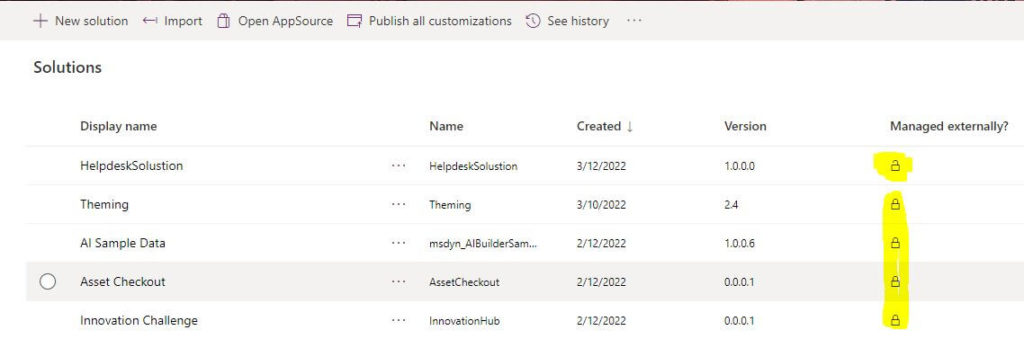 New solution Import Open AppSource Publish all customizations See history ...
Solutions
Display name Name Created ↓ Version Managed externally?
HelpdeskSolustion ... HelpdeskSolustion 3/12/2022 1.0.0.0
Theming ... Theming 3/10/2022 2.4
AI Sample Data ... msdyn_AIBuilderSam... 2/12/2022 1.0.0.6
Asset Checkout ... AssetCheckout 2/12/2022 0.0.0.1
Innovation Challenge ... InnovationHub 2/12/2022 0.0.0.1